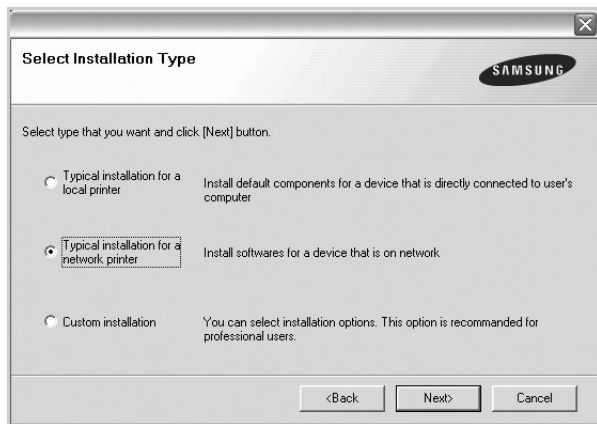 Select Installation Type
SAMSUNG
Select type that you want and click [Next] button.
Typical installation for a
local printer
Install default components for a device that is directly connected to user's
computer
Typical installation for a
network printer
Install softwares for a device that is on network
Custom installation
You can select installation options. This option is recommanded for
professional users.
<Back
Next>
Cancel